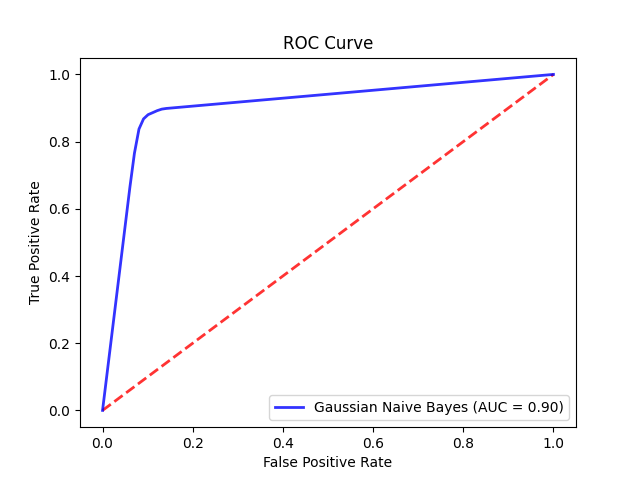 ROC Curve
True Positive Rate
1.0
0.8
0.6
0.4
0.2
0.0
Gaussian Naive Bayes (AUC = 0.90)
0.0 0.2 0.4 0.6 0.8 1.0
False Positive Rate